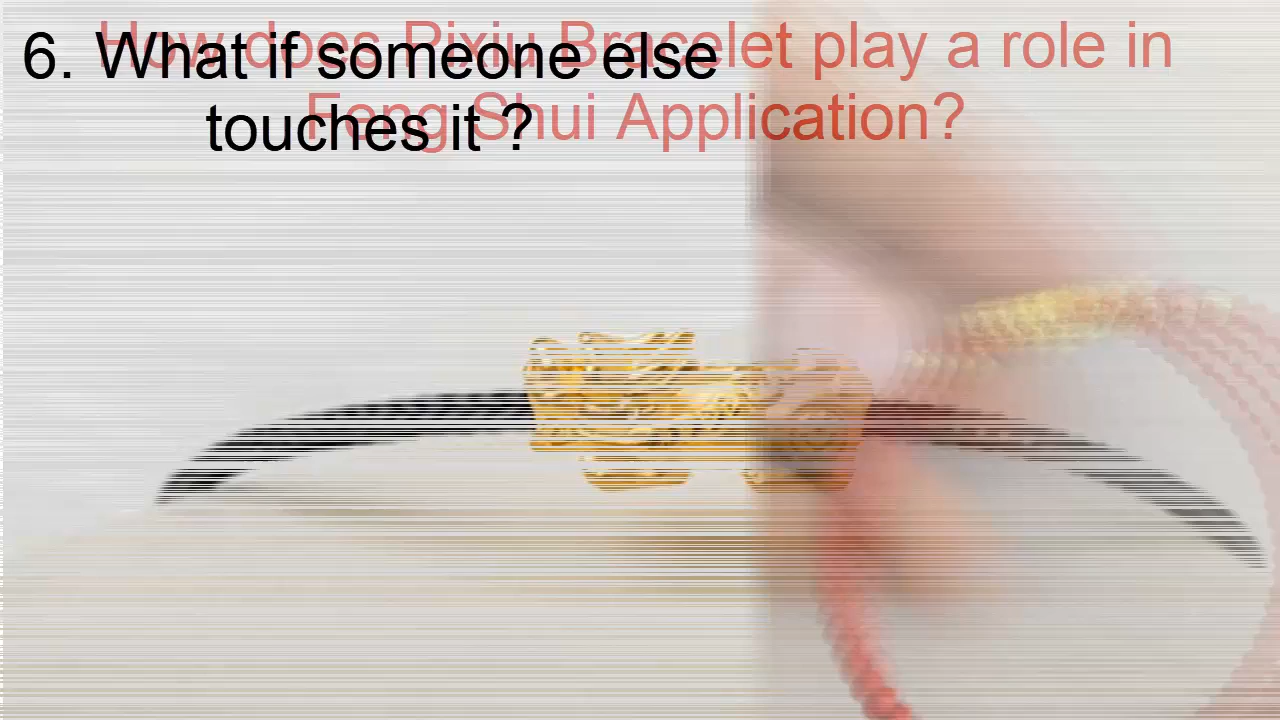 6. What if someone else
touches it ?
How does Pixiu Bracelet play a role in
Feng Shui Application?